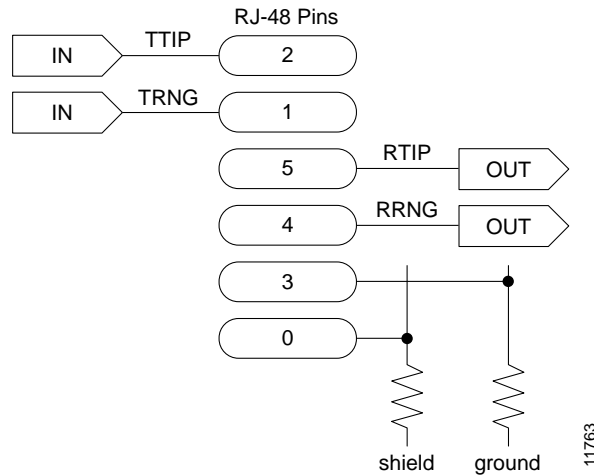 RJ-48 Pins
IN TTIP 2
IN TRNG 1
5 RTIP OUT
4 RRNG OUT
3
0
shield ground
11763